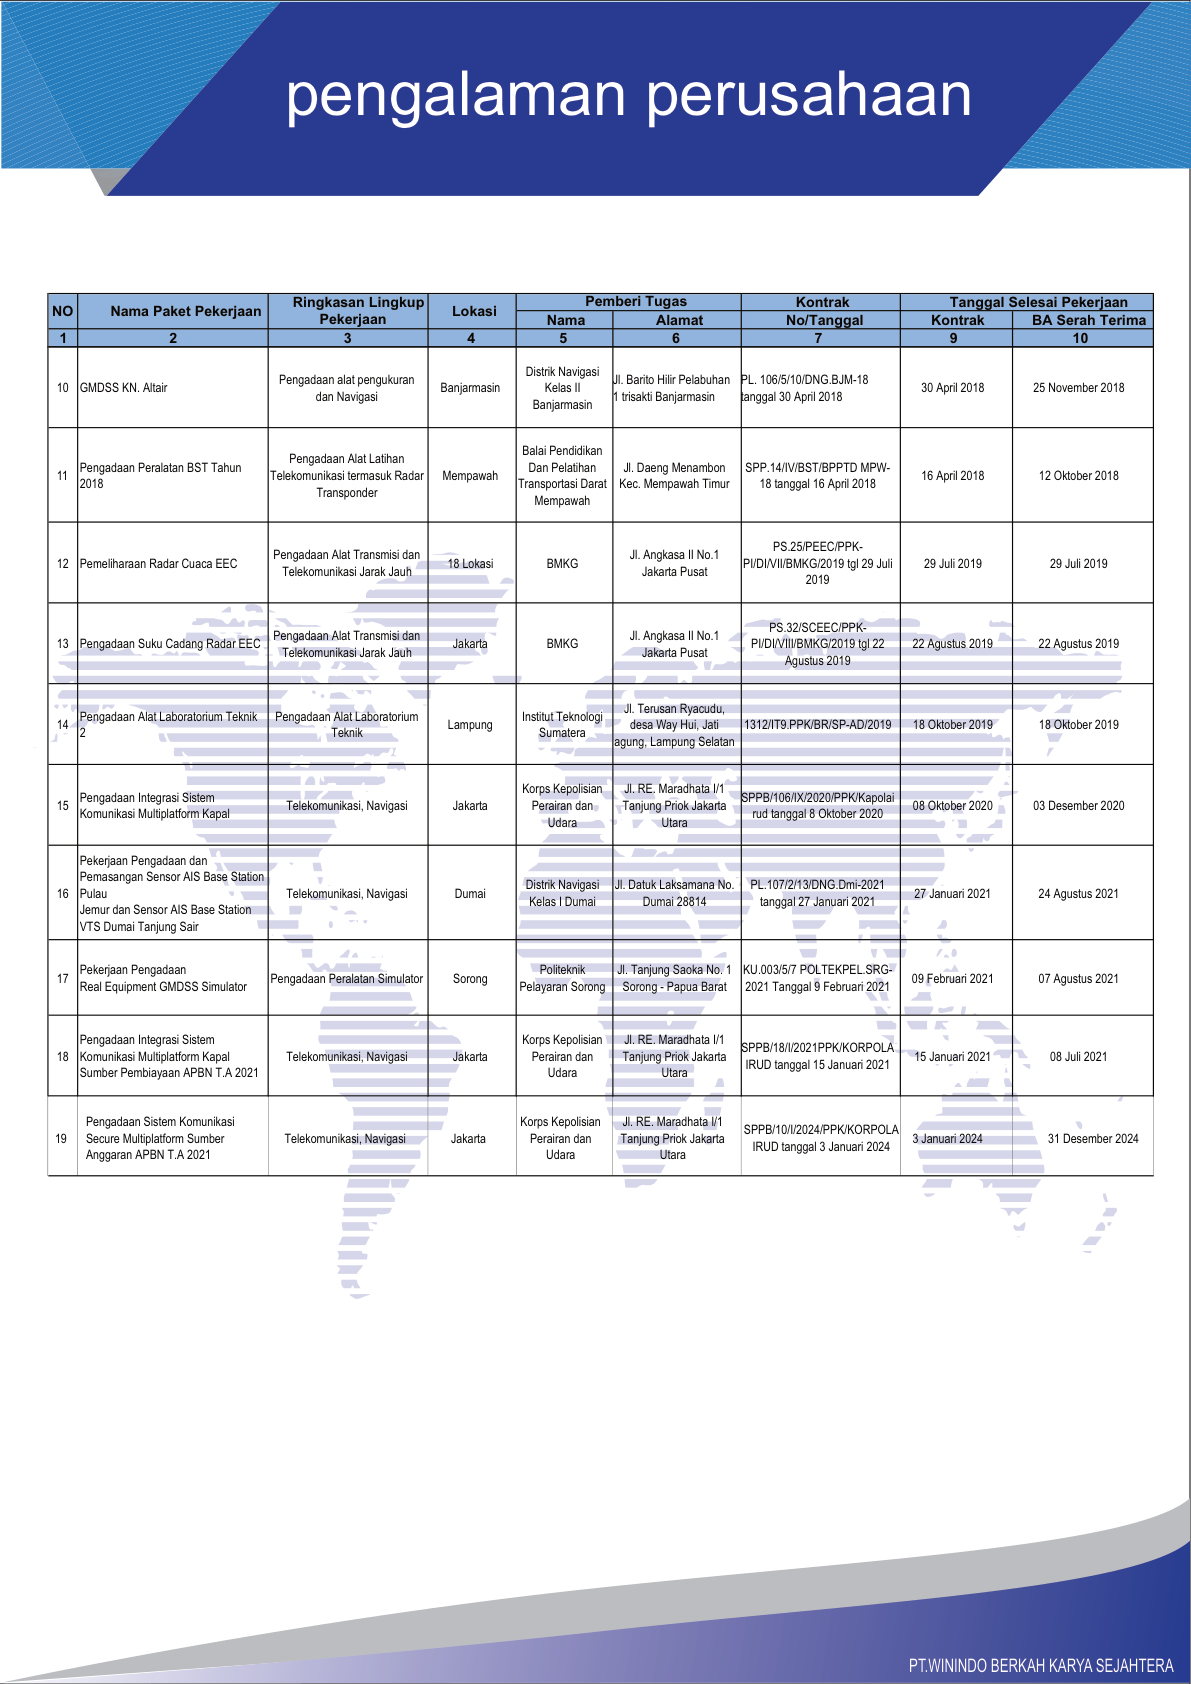 pengalaman perusahaan
NO
Nama Paket Pekerjaan
Ringkasan Lingkup
Pekerjaan
Lokasi
Pemberi Tugas
Kontrak
Tanggal Selesai Pekerjaan
Nama
Alamat
No/Tanggal
Kontrak
BA Serah Terima
1
2
3
4
5
6
7
9
10
10
GMDSS KN. Altair
Pengadaan alat pengukuran
dan Navigasi
Banjarmasin
Distrik Navigasi
Kelas II
Banjarmasin
Jl. Barito Hilir Pelabuhan
1 trisakti Banjarmasin
PL. 106/5/10/DNG.BJM-18
tanggal 30 April 2018
30 April 2018
25 November 2018
11
Pengadaan Peralatan BST Tahun
2018
Pengadaan Alat Latihan
Telekomunikasi termasuk Radar
Transponder
Mempawah
Balai Pendidikan
Dan Pelatihan
Transportasi Darat
Mempawah
Jl. Daeng Menambon
Kec. Mempawah Timur
SPP.14/IV/BST/BPPTD MPW-
18 tanggal 16 April 2018
16 April 2018
12 Oktober 2018
12
Pemeliharaan Radar Cuaca EEC
Pengadaan Alat Transmisi dan
Telekomunikasi Jarak Jauh
18 Lokasi
BMKG
Jl. Angkasa II No.1
Jakarta Pusat
PS.25/PEEC/PPK-
PI/DI/VII/BMKG/2019 tgl 29 Juli
2019
29 Juli 2019
29 Juli 2019
13
Pengadaan Suku Cadang Radar EEC
Pengadaan Alat Transmisi dan
Telekomunikasi Jarak Jauh
Jakarta
BMKG
Jl. Angkasa II No.1
Jakarta Pusat
PS.32/SCEEC/PPK-
PI/DI/VIII/BMKG/2019 tgl 22
Agustus 2019
22 Agustus 2019
22 Agustus 2019
14
Pengadaan Alat Laboratorium Teknik
2
Pengadaan Alat Laboratorium
Teknik
Lampung
Institut Teknologi
Sumatera
Jl. Terusan Ryacudu,
desa Way Hui, Jati
agung, Lampung Selatan
1312/IT9.PPK/BR/SP-AD/2019
18 Oktober 2019
18 Oktober 2019
15
Pengadaan Integrasi Sistem
Komunikasi Multiplatform Kapal
Telekomunikasi, Navigasi
Jakarta
Korps Kepolisian
Perairan dan
Udara
Jl. RE. Maradhata I/1
Tanjung Priok Jakarta
Utara
SPPB/106/IX/2020/PPK/Kapolai
rud tanggal 8 Oktober 2020
08 Oktober 2020
03 Desember 2020
16
Pekerjaan Pengadaan dan
Pemasangan Sensor AIS Base Station
Pulau
Jemur dan Sensor AIS Base Station
VTS Dumai Tanjung Sair
Telekomunikasi, Navigasi
Dumai
Distrik Navigasi
Kelas I Dumai
Jl. Datuk Laksamana No.
Dumai 28814
PL.107/2/13/DNG.Dmi-2021
tanggal 27 Januari 2021
27 Januari 2021
24 Agustus 2021
17
Pekerjaan Pengadaan
Real Equipment GMDSS Simulator
Pengadaan Peralatan Simulator
Sorong
Politeknik
Pelayaran Sorong
Jl. Tanjung Saoka No. 1
Sorong - Papua Barat
KU.003/5/7 POLTEKPEL.SRG-
2021 Tanggal 9 Februari 2021
09 Februari 2021
07 Agustus 2021
18
Pengadaan Integrasi Sistem
Komunikasi Multiplatform Kapal
Sumber Pembiayaan APBN T.A 2021
Telekomunikasi, Navigasi
Jakarta
Korps Kepolisian
Perairan dan
Udara
Jl. RE. Maradhata I/1
Tanjung Priok Jakarta
Utara
SPPB/18/I/2021PPK/KORPOLA
IRUD tanggal 15 Januari 2021
15 Januari 2021
08 Juli 2021
19
Pengadaan Sistem Komunikasi
Secure Multiplatform Sumber
Anggaran APBN T.A 2021
Telekomunikasi, Navigasi
Jakarta
Korps Kepolisian
Perairan dan
Udara
Jl. RE. Maradhata I/1
Tanjung Priok Jakarta
Utara
SPPB/10/I/2024/PPK/KORPOLA
IRUD tanggal 3 Januari 2024
3 Januari 2024
31 Desember 2024
PT.WININDO BERKAH KARYA SEJAHTERA